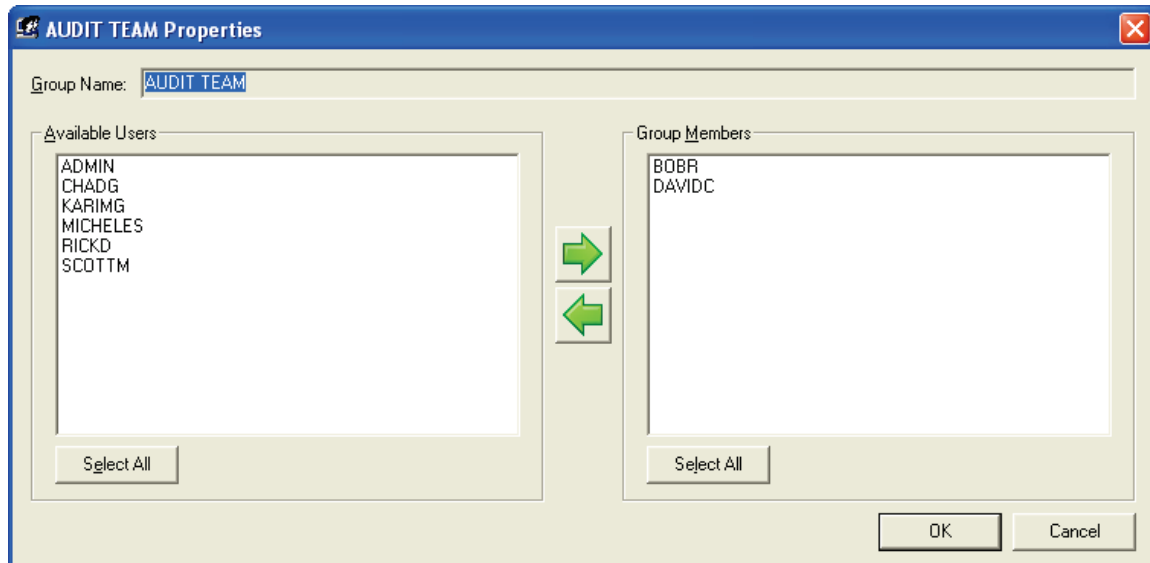 AUDIT TEAM Properties
Group Name: AUDIT TEAM
Available Users
ADMIN
CHADG
KARIMG
MICHELES
RICKD
SCOTTM
Select All
Group Members
BOBR
DAVIDC
Select All
OK
Cancel